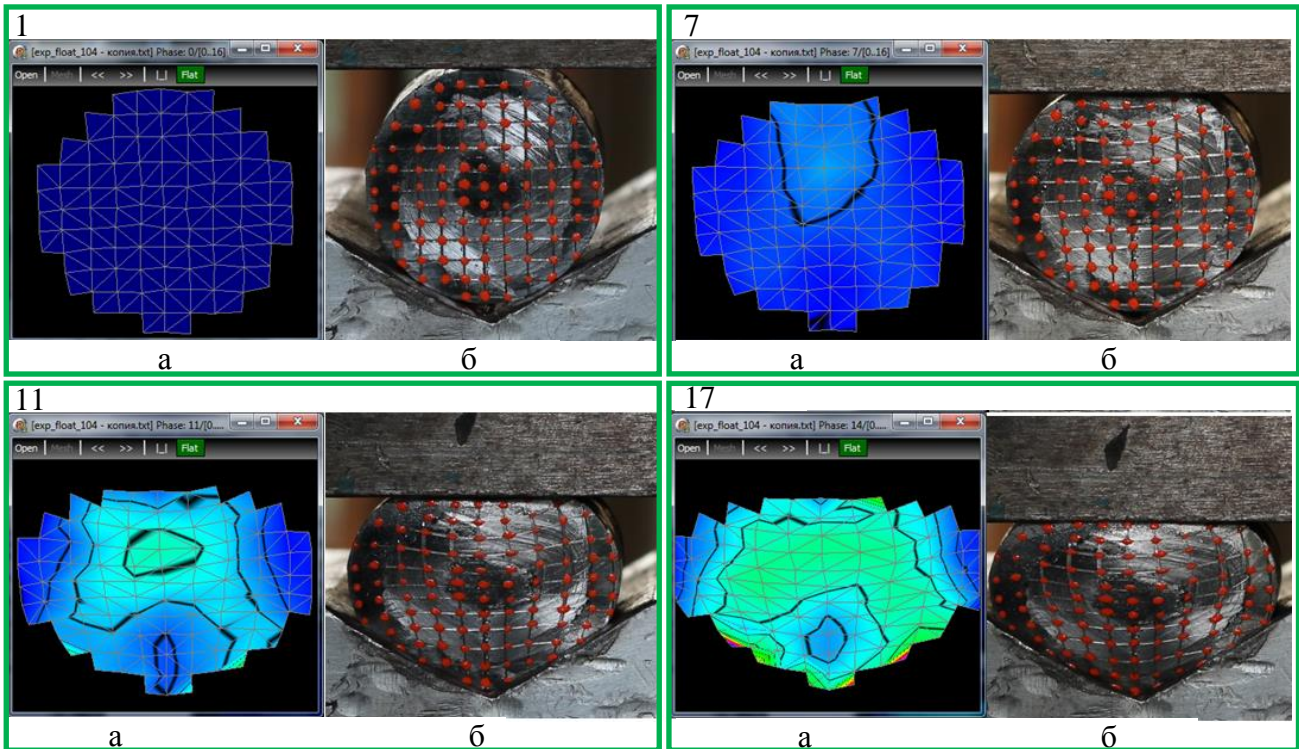 1
[exp_float_104 - копия.txt] Phase: 0/[0..16]
Open Mesh << >> |_| Flat
а б
7
[exp_float_104 - копия.txt] Phase: 7/[0..16]
Open Mesh << >> |_| Flat
а б
11
[exp_float_104 - копия.txt] Phase: 11/[0.....
Open Mesh << >> |_| Flat
а б
17
[exp_float_104 - копия.txt] Phase: 14/[0.....
Open Mesh << >> |_| Flat
а б